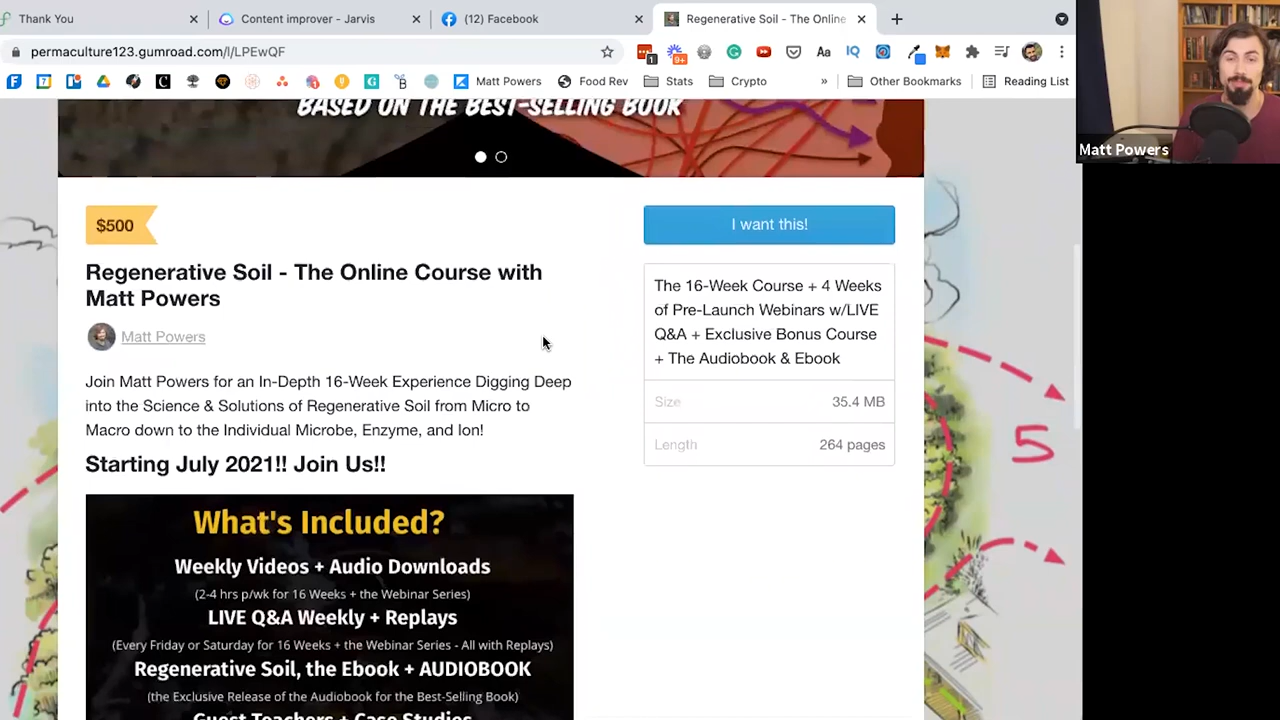 Thank You
Content improver - Jarvis
(12) Facebook
Regenerative Soil - The Online
permaculture123.gumroad.com/l/LPEwQF
1
9+
Aa
IQ
Matt Powers
Food Rev
Stats
Crypto
»
Other Bookmarks
Reading List
BASED ON THE BEST-SELLING BOOK
Matt Powers
$500
I want this!
Regenerative Soil - The Online Course with
Matt Powers
Matt Powers
The 16-Week Course + 4 Weeks
of Pre-Launch Webinars w/LIVE
Q&A + Exclusive Bonus Course
+ The Audiobook & Ebook
Size 35.4 MB
Length 264 pages
Join Matt Powers for an In-Depth 16-Week Experience Digging Deep
into the Science & Solutions of Regenerative Soil from Micro to
Macro down to the Individual Microbe, Enzyme, and Ion!
Starting July 2021!! Join Us!!
What's Included?
Weekly Videos + Audio Downloads
(2-4 hrs p/wk for 16 Weeks + the Webinar Series)
LIVE Q&A Weekly + Replays
(Every Friday or Saturday for 16 Weeks + the Webinar Series - All with Replays)
Regenerative Soil, the Ebook + AUDIOBOOK
(the Exclusive Release of the Audiobook for the Best-Selling Book)
Guest Teachers + Case Studies
5